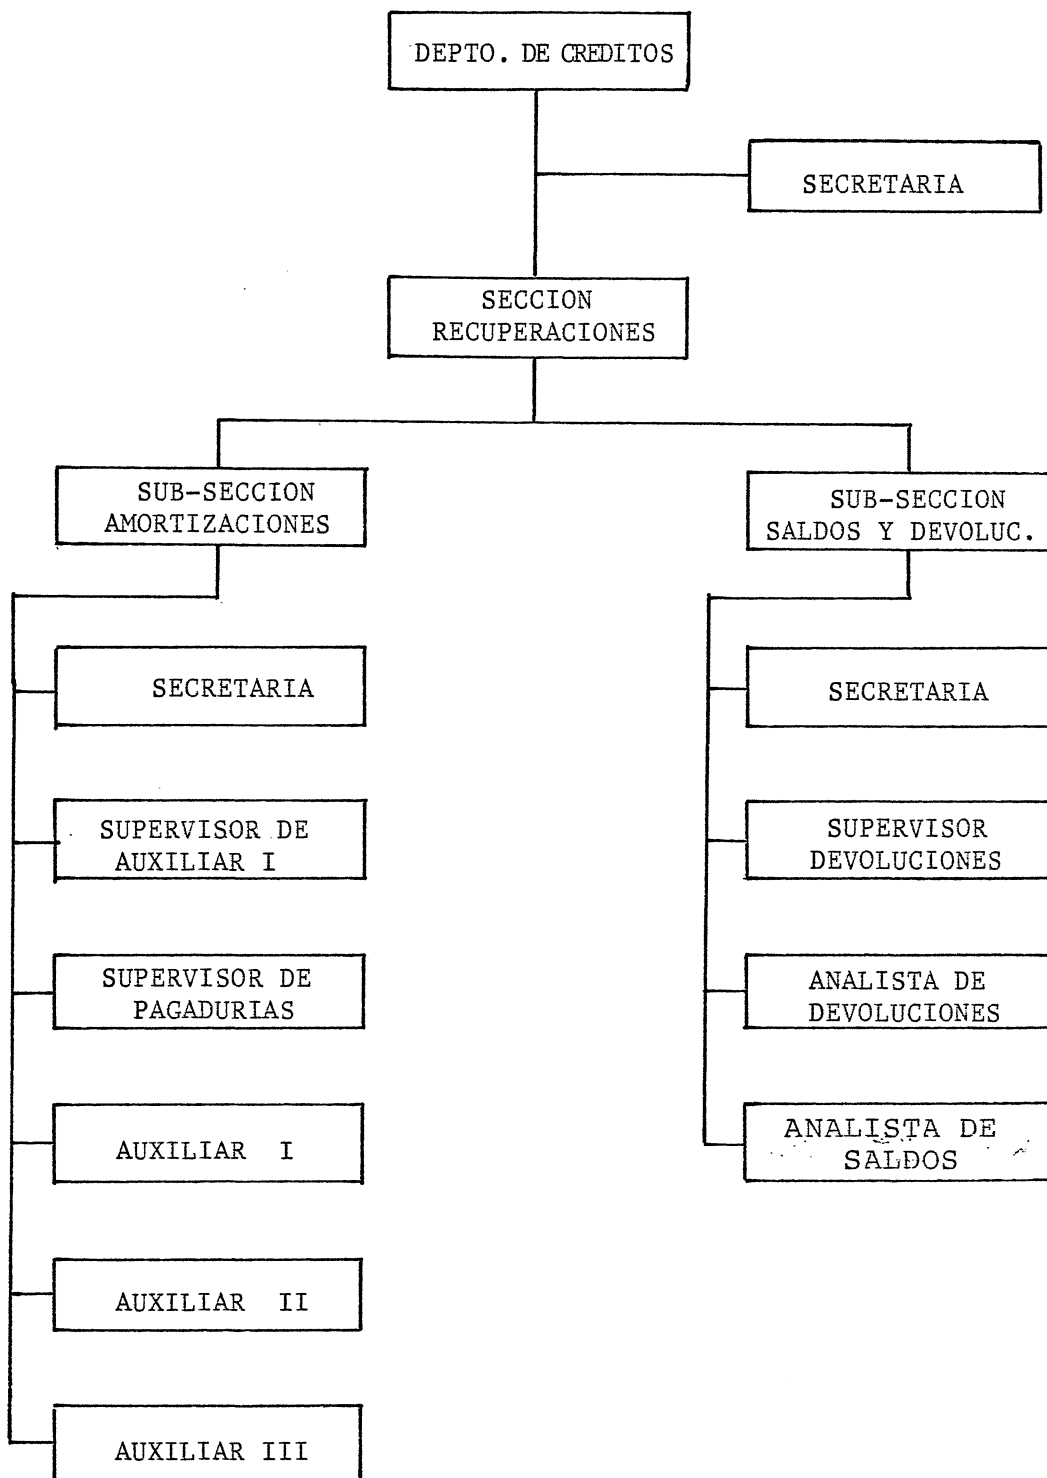 DEPTO. DE CREDITOS
SECRETARIA
SECCION
RECUPERACIONES
SUB-SECCION
AMORTIZACIONES
SECRETARIA
SUPERVISOR DE
AUXILIAR I
SUPERVISOR DE
PAGADURIAS
AUXILIAR I
AUXILIAR II
AUXILIAR III
SUB-SECCION
SALDOS Y DEVOLUC.
SECRETARIA
SUPERVISOR
DEVOLUCIONES
ANALISTA DE
DEVOLUCIONES
ANALISTA DE
SALDOS